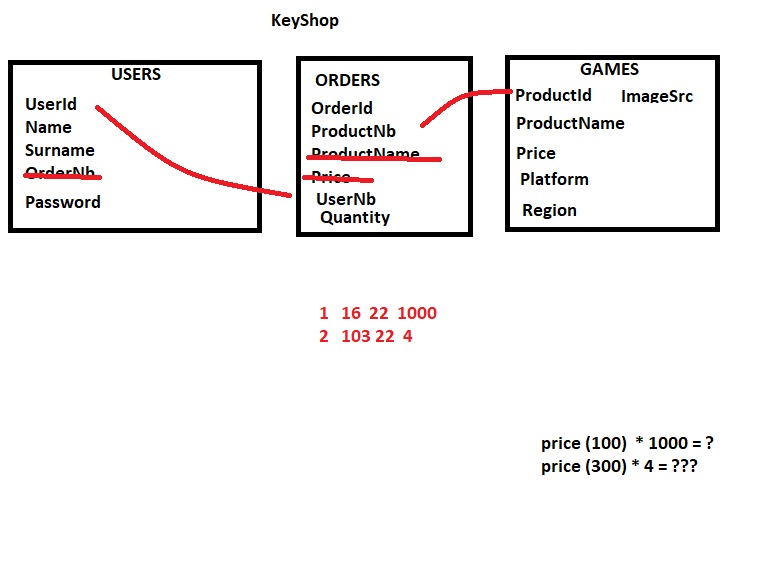 KeyShop
USERS
UserId
Name
Surname
OrderNb
Password
ORDERS
OrderId
ProductNb
ProductName
Price
UserNb
Quantity
GAMES
ProductId ImageSrc
ProductName
Price
Platform
Region
1 16 22 1000
2 103 22 4
price (100) * 1000 = ?
price (300) * 4 = ???